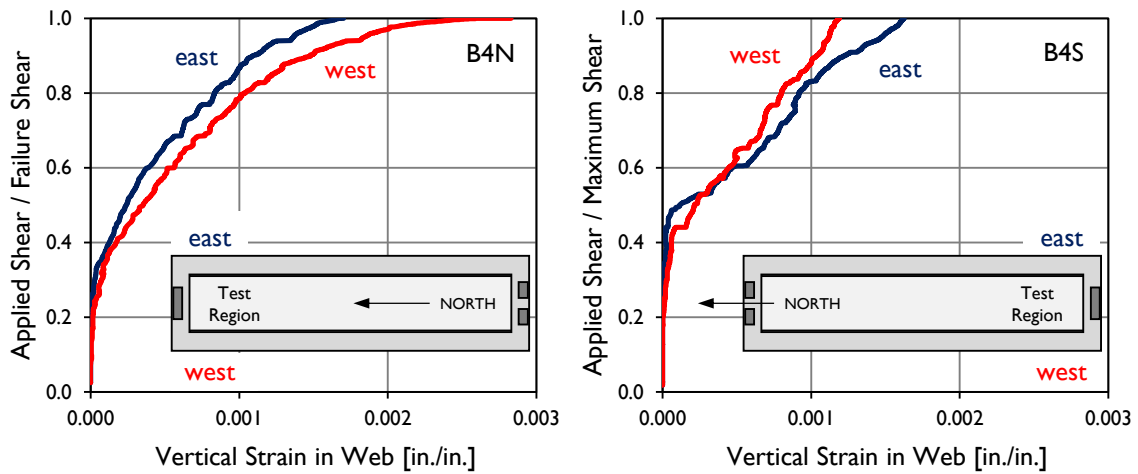 Applied Shear / Failure Shear
1.0
0.8
0.6
0.4
0.2
0.0
B4N
east
west
east
Test
Region
NORTH
west
0.000
0.001
0.002
0.003
Vertical Strain in Web [in./in.]
Applied Shear / Maximum Shear
1.0
0.8
0.6
0.4
0.2
0.0
B4S
west
east
east
NORTH
Test
Region
west
0.000
0.001
0.002
0.003
Vertical Strain in Web [in./in.]